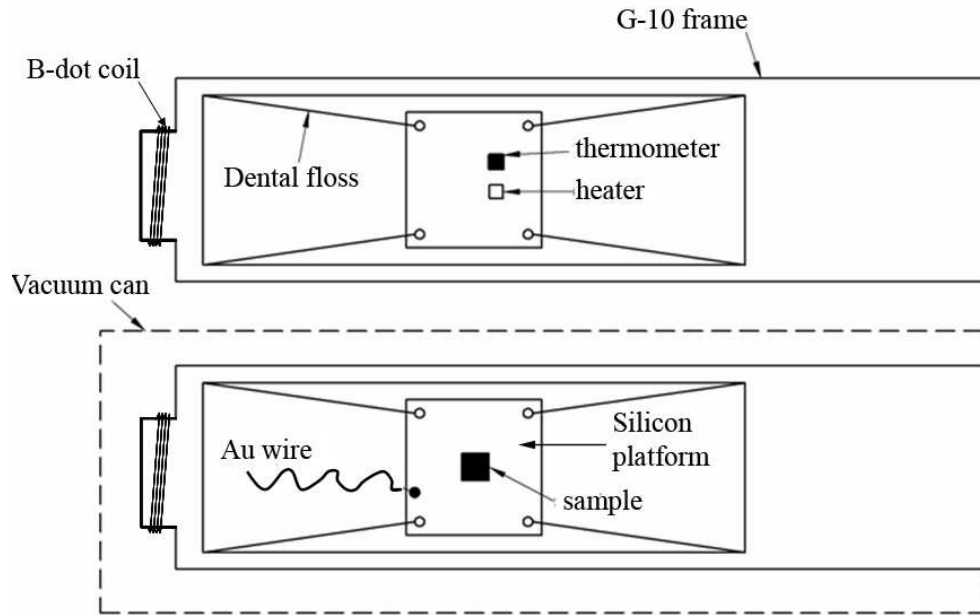 G-10 frame
B-dot coil
Dental floss
thermometer
heater
Vacuum can
Au wire
Silicon
platform
sample